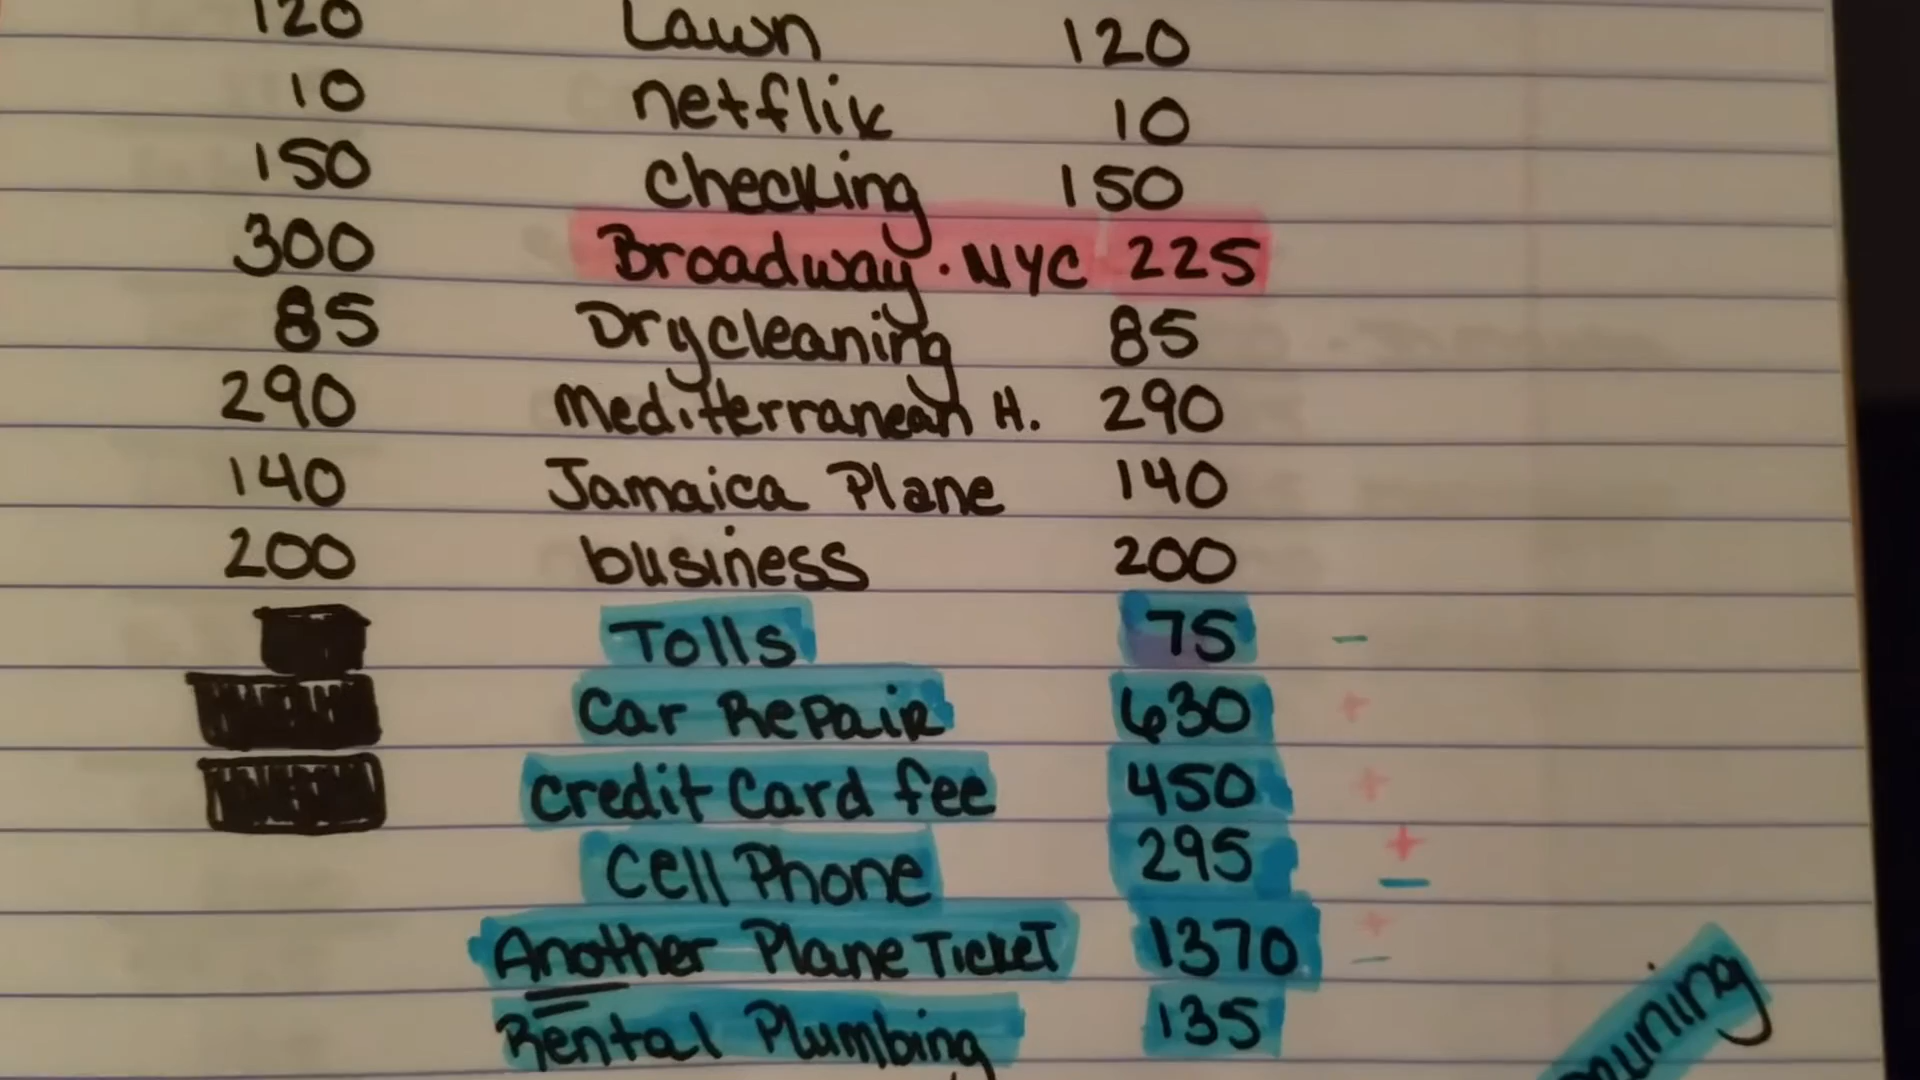 120 Lawn 120
10 netflik 10
150 checking 150
300 Broadway · NYC 225
85 Drycleaning 85
290 Mediterranean H. 290
140 Jamaica Plane 140
200 business 200
Tolls 75 -
Car Repair 630 +
Credit Card fee 450 +
Cell Phone 295 + -
Another Plane Ticket 1370 + -
Rental Plumbing 135